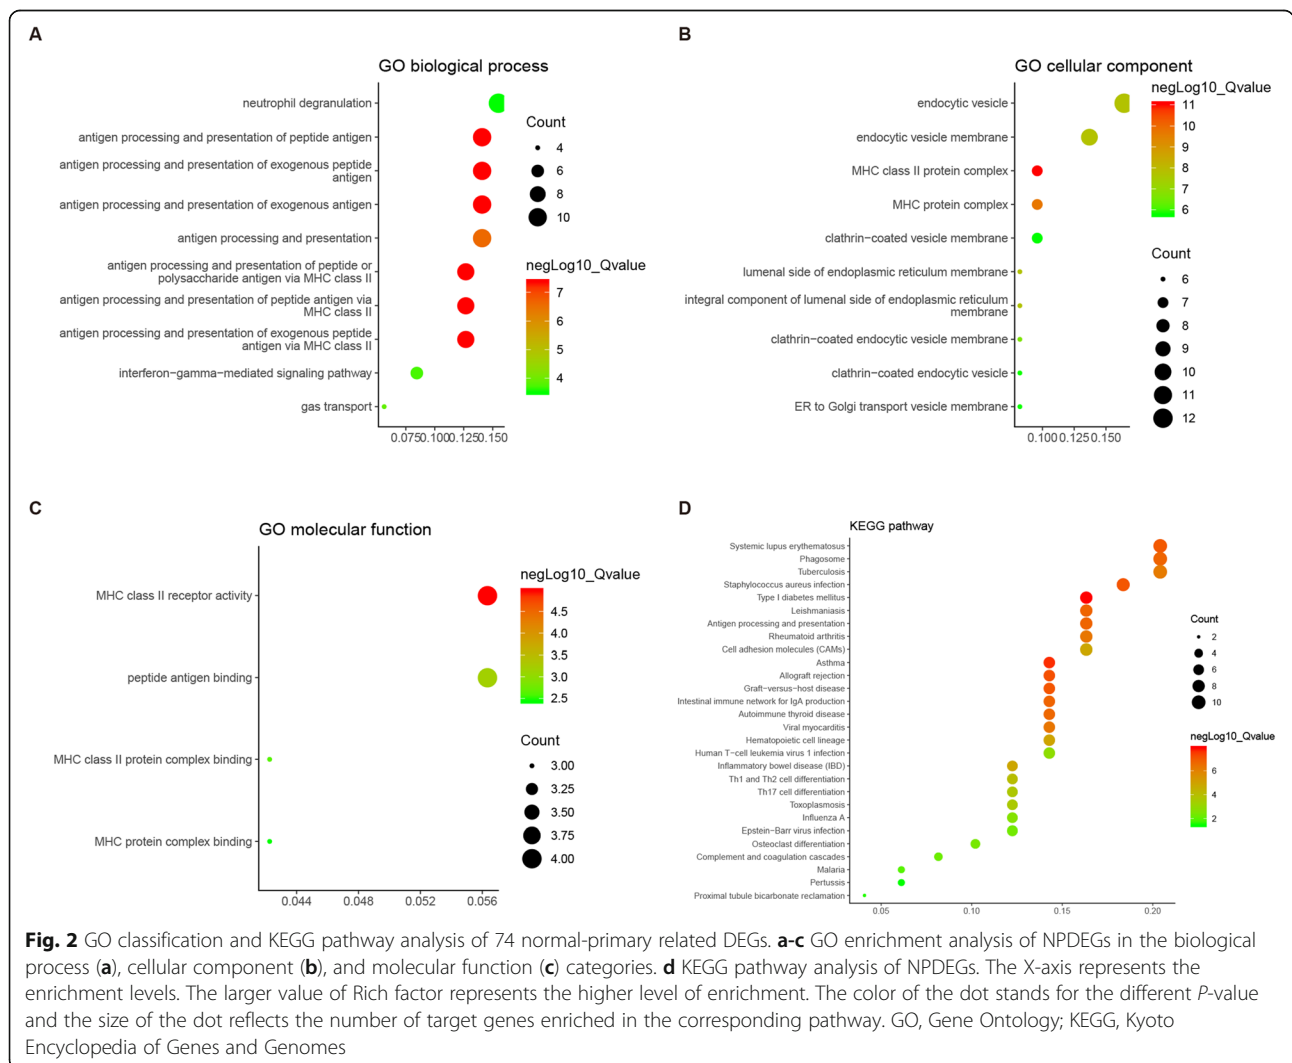 A
GO biological process
neutrophil degranulation
antigen processing and presentation of peptide antigen
antigen processing and presentation of exogenous peptide
antigen
antigen processing and presentation of exogenous antigen
antigen processing and presentation
antigen processing and presentation of peptide or
polysaccharide antigen via MHC class II
antigen processing and presentation of peptide antigen via
MHC class II
antigen processing and presentation of exogenous peptide
antigen via MHC class II
interferon−gamma−mediated signaling pathway
gas transport
0.075 0.100 0.125 0.150
Count
4
6
8
10
negLog10_Qvalue
7
6
5
4
B
GO cellular component
endocytic vesicle
endocytic vesicle membrane
MHC class II protein complex
MHC protein complex
clathrin−coated vesicle membrane
lumenal side of endoplasmic reticulum membrane
integral component of lumenal side of endoplasmic reticulum
membrane
clathrin−coated endocytic vesicle membrane
clathrin−coated endocytic vesicle
ER to Golgi transport vesicle membrane
0.100 0.125 0.150
negLog10_Qvalue
11
10
9
8
7
6
Count
6
7
8
9
10
11
12
C
GO molecular function
MHC class II receptor activity
peptide antigen binding
MHC class II protein complex binding
MHC protein complex binding
0.044 0.048 0.052 0.056
negLog10_Qvalue
4.5
4.0
3.5
3.0
2.5
Count
3.00
3.25
3.50
3.75
4.00
D
KEGG pathway
Systemic lupus erythematosus
Phagosome
Tuberculosis
Staphylococcus aureus infection
Type I diabetes mellitus
Leishmaniasis
Antigen processing and presentation
Rheumatoid arthritis
Cell adhesion molecules (CAMs)
Asthma
Allograft rejection
Graft−versus−host disease
Intestinal immune network for IgA production
Autoimmune thyroid disease
Viral myocarditis
Hematopoietic cell lineage
Human T−cell leukemia virus 1 infection
Inflammatory bowel disease (IBD)
Th1 and Th2 cell differentiation
Th17 cell differentiation
Toxoplasmosis
Influenza A
Epstein−Barr virus infection
Osteoclast differentiation
Complement and coagulation cascades
Malaria
Pertussis
Proximal tubule bicarbonate reclamation
0.05 0.10 0.15 0.20
Count
2
4
6
8
10
negLog10_Qvalue
6
4
2
Fig. 2 GO classification and KEGG pathway analysis of 74 normal-primary related DEGs. a-c GO enrichment analysis of NPDEGs in the biological
process (a), cellular component (b), and molecular function (c) categories. d KEGG pathway analysis of NPDEGs. The X-axis represents the
enrichment levels. The larger value of Rich factor represents the higher level of enrichment. The color of the dot stands for the different P-value
and the size of the dot reflects the number of target genes enriched in the corresponding pathway. GO, Gene Ontology; KEGG, Kyoto
Encyclopedia of Genes and Genomes